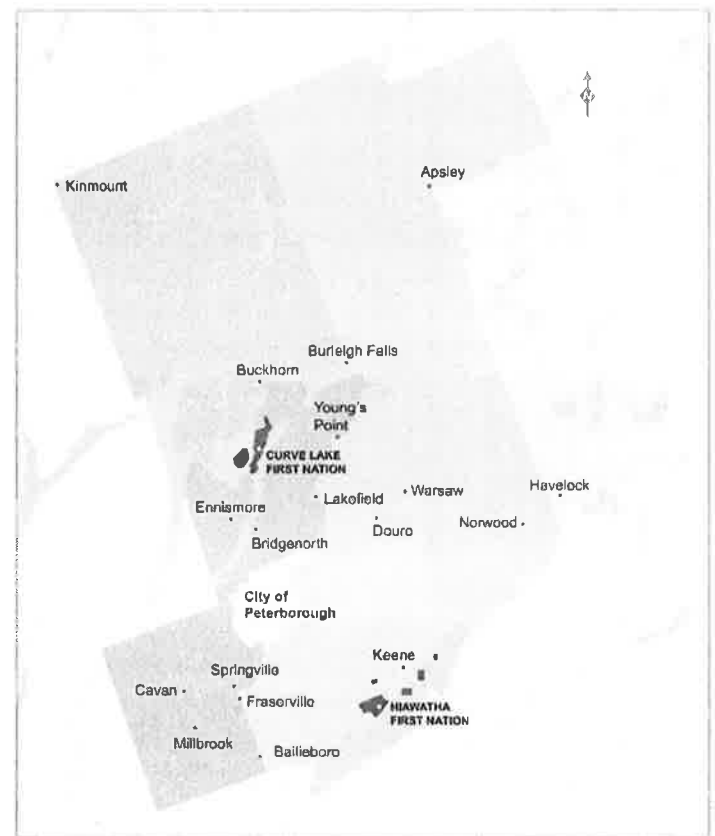 Kinmount
Apsley
Burleigh Falls
Buckhorn
Young's
Point
CURVE LAKE
FIRST NATION
Lakefield
Warsaw
Havelock
Ennismore
Norwood
Douro
Bridgenorth
City of
Peterborough
Keene
Springville
Cavan
Fraserville
HIAWATHA
FIRST NATION
Millbrook
Bailieboro